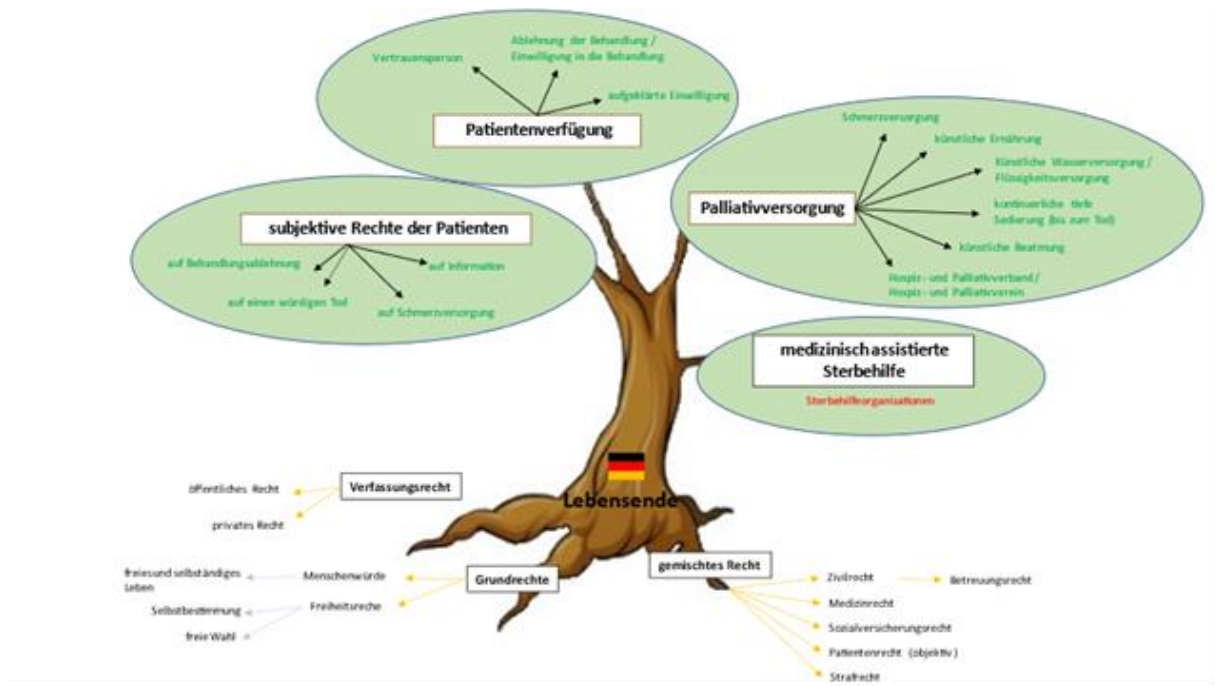 Ablehnung der Behandlung /
Einwilligung in die Behandlung
Vertrauensperson
aufgeklärte Einwilligung
Patientenverfügung
Schmerzversorgung
künstliche Ernährung
Künstliche Wasserversorgung /
Flüssigkeitsversorgung
Palliativversorgung
kontinuerliche tiefe
Sedierung (bis zum Tod)
künstliche Beatmung
Hospiz- und Palliativverband/
Hospiz- und Palliativverein
subjektive Rechte der Patienten
auf Behandlungsablehnung
auf Information
auf einen würdigen Tod
auf Schmerzversorgung
medizinisch assistierte
Sterbehilfe
Sterbehilfeorganisationen
Lebensende
Verfassungsrecht
öffentliches Recht
privates Recht
Grundrechte
Menschenwürde
freies und selbständiges
Leben
Freiheitsreche
Selbstbestimmung
freie Wahl
gemischtes Recht
Zivilrecht
Betreuungsrecht
Medizinrecht
Sozialversicherungsrecht
Patientenrecht (objektiv)
Strafrecht